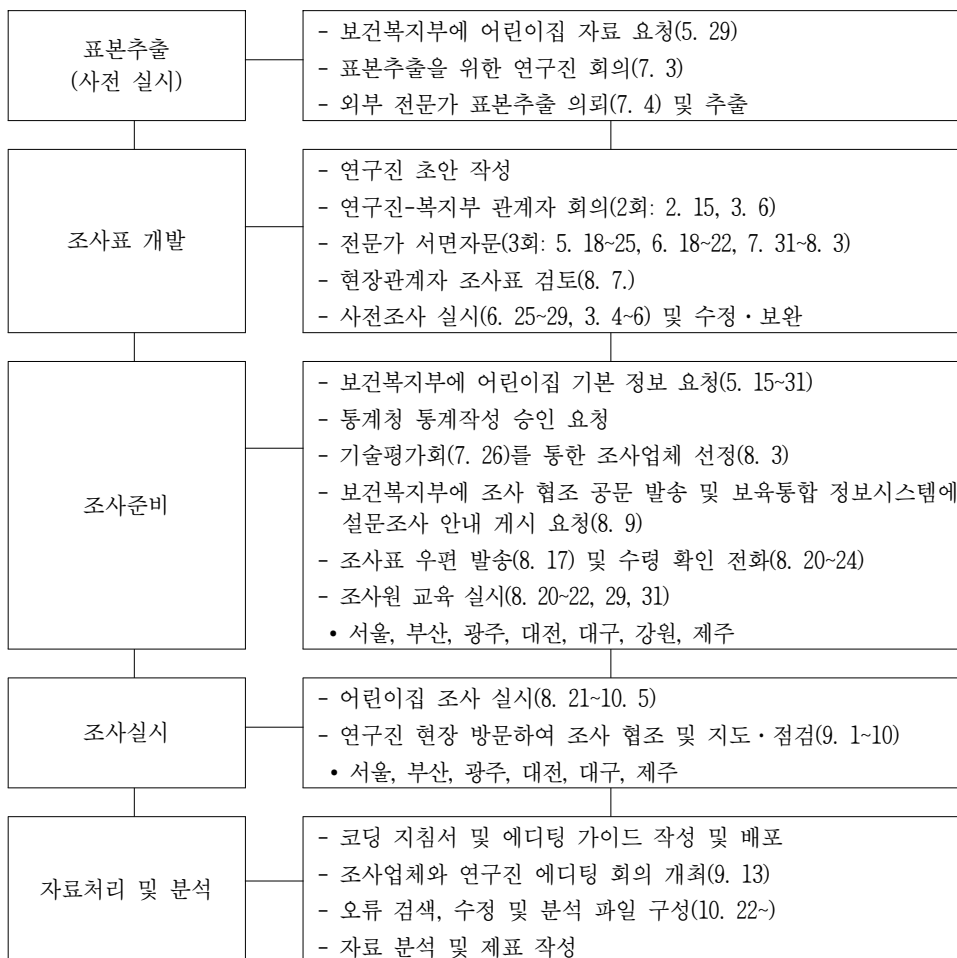 표본추출
(사전 실시)
- 보건복지부에 어린이집 자료 요청(5. 29)
- 표본추출을 위한 연구진 회의(7. 3)
- 외부 전문가 표본추출 의뢰(7. 4) 및 추출
조사표 개발
- 연구진 초안 작성
- 연구진-복지부 관계자 회의(2회: 2. 15, 3. 6)
- 전문가 서면자문(3회: 5. 18~25, 6. 18~22, 7. 31~8. 3)
- 현장관계자 조사표 검토(8. 7.)
- 사전조사 실시(6. 25~29, 3. 4~6) 및 수정·보완
조사준비
- 보건복지부에 어린이집 기본 정보 요청(5. 15~31)
- 통계청 통계작성 승인 요청
- 기술평가회(7. 26)를 통한 조사업체 선정(8. 3)
- 보건복지부에 조사 협조 공문 발송 및 보육통합 정보시스템에
설문조사 안내 게시 요청(8. 9)
- 조사표 우편 발송(8. 17) 및 수령 확인 전화(8. 20~24)
- 조사원 교육 실시(8. 20~22, 29, 31)
• 서울, 부산, 광주, 대전, 대구, 강원, 제주
조사실시
- 어린이집 조사 실시(8. 21~10. 5)
- 연구진 현장 방문하여 조사 협조 및 지도·점검(9. 1~10)
• 서울, 부산, 광주, 대전, 대구, 제주
자료처리 및 분석
- 코딩 지침서 및 에디팅 가이드 작성 및 배포
- 조사업체와 연구진 에디팅 회의 개최(9. 13)
- 오류 검색, 수정 및 분석 파일 구성(10. 22~)
- 자료 분석 및 제표 작성